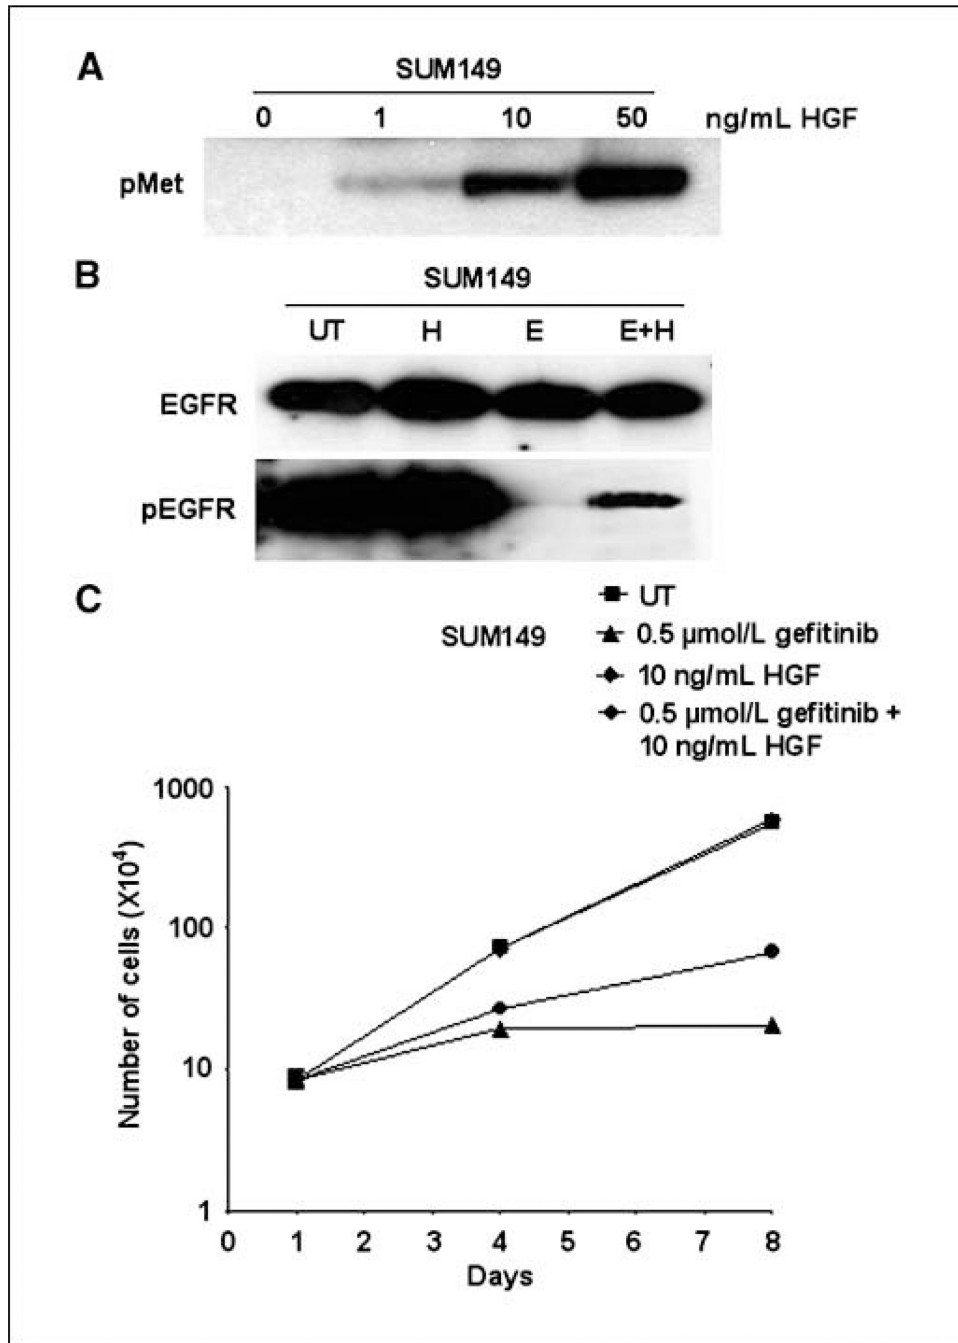 A
SUM149
0 1 10 50 ng/mL HGF
pMet
B
SUM149
UT H E E+H
EGFR
pEGFR
C
SUM149
UT
0.5 µmol/L gefitinib
10 ng/mL HGF
0.5 µmol/L gefitinib +
10 ng/mL HGF
Number of cells (X10⁴)
1000
100
10
1
0 1 2 3 4 5 6 7 8
Days